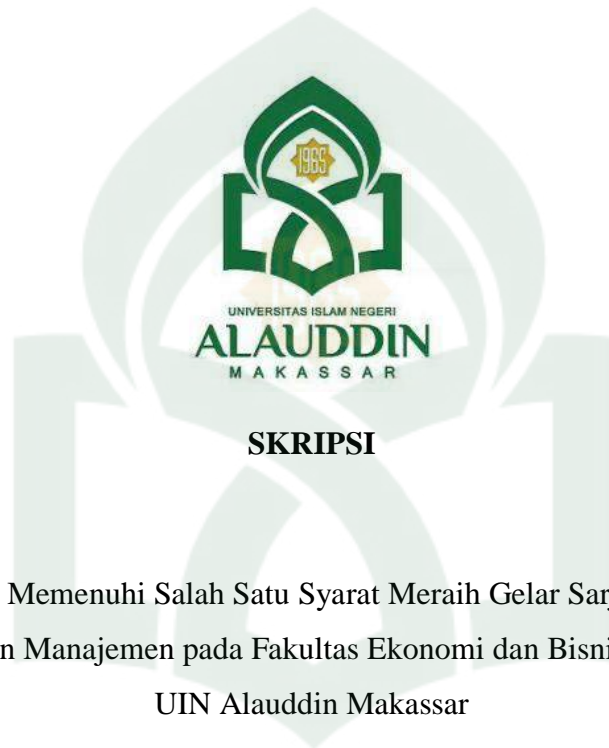 1965
UNIVERSITAS ISLAM NEGERI
ALAUDDIN
MAKASSAR
SKRIPSI
Memenuhi Salah Satu Syarat Meraih Gelar Sar
n Manajemen pada Fakultas Ekonomi dan Bisni
UIN Alauddin Makassar